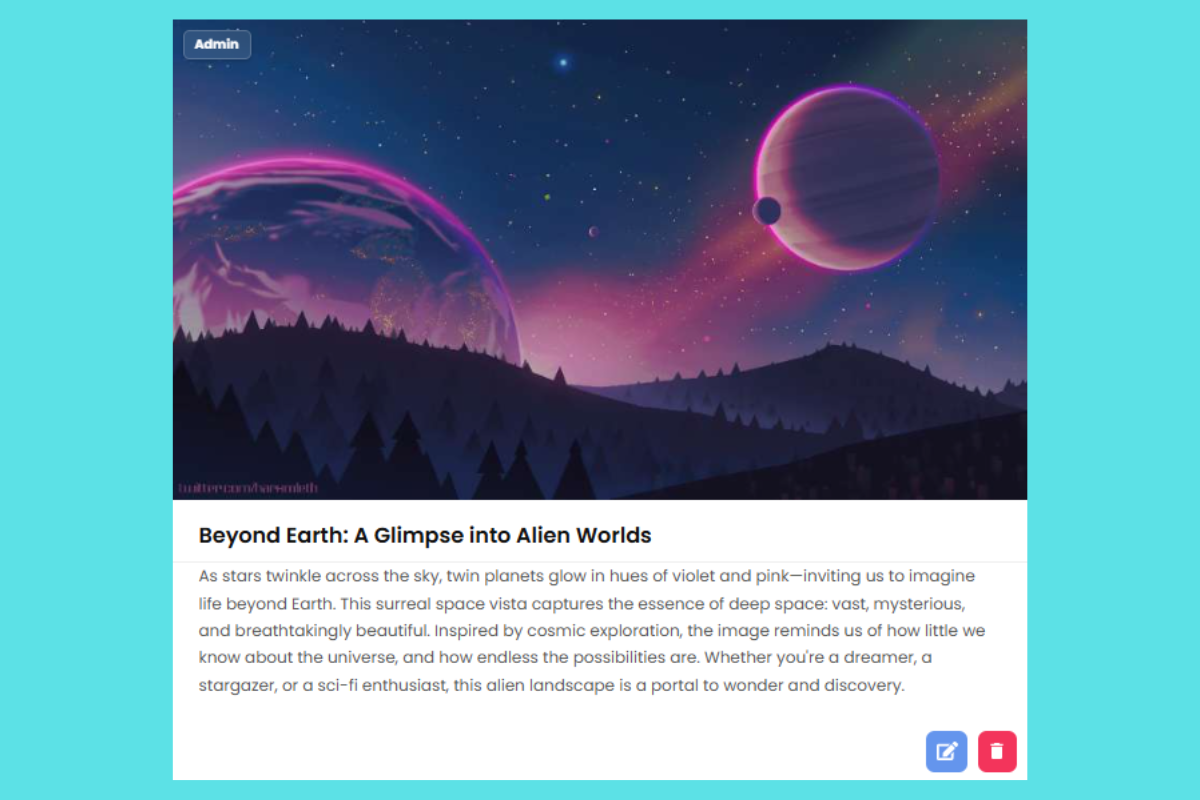 Admin
Beyond Earth: A Glimpse into Alien Worlds
As stars twinkle across the sky, twin planets glow in hues of violet and pink—inviting us to imagine
life beyond Earth. This surreal space vista captures the essence of deep space: vast, mysterious,
and breathtakingly beautiful. Inspired by cosmic exploration, the image reminds us of how little we
know about the universe, and how endless the possibilities are. Whether you're a dreamer, a
stargazer, or a sci-fi enthusiast, this alien landscape is a portal to wonder and discovery.